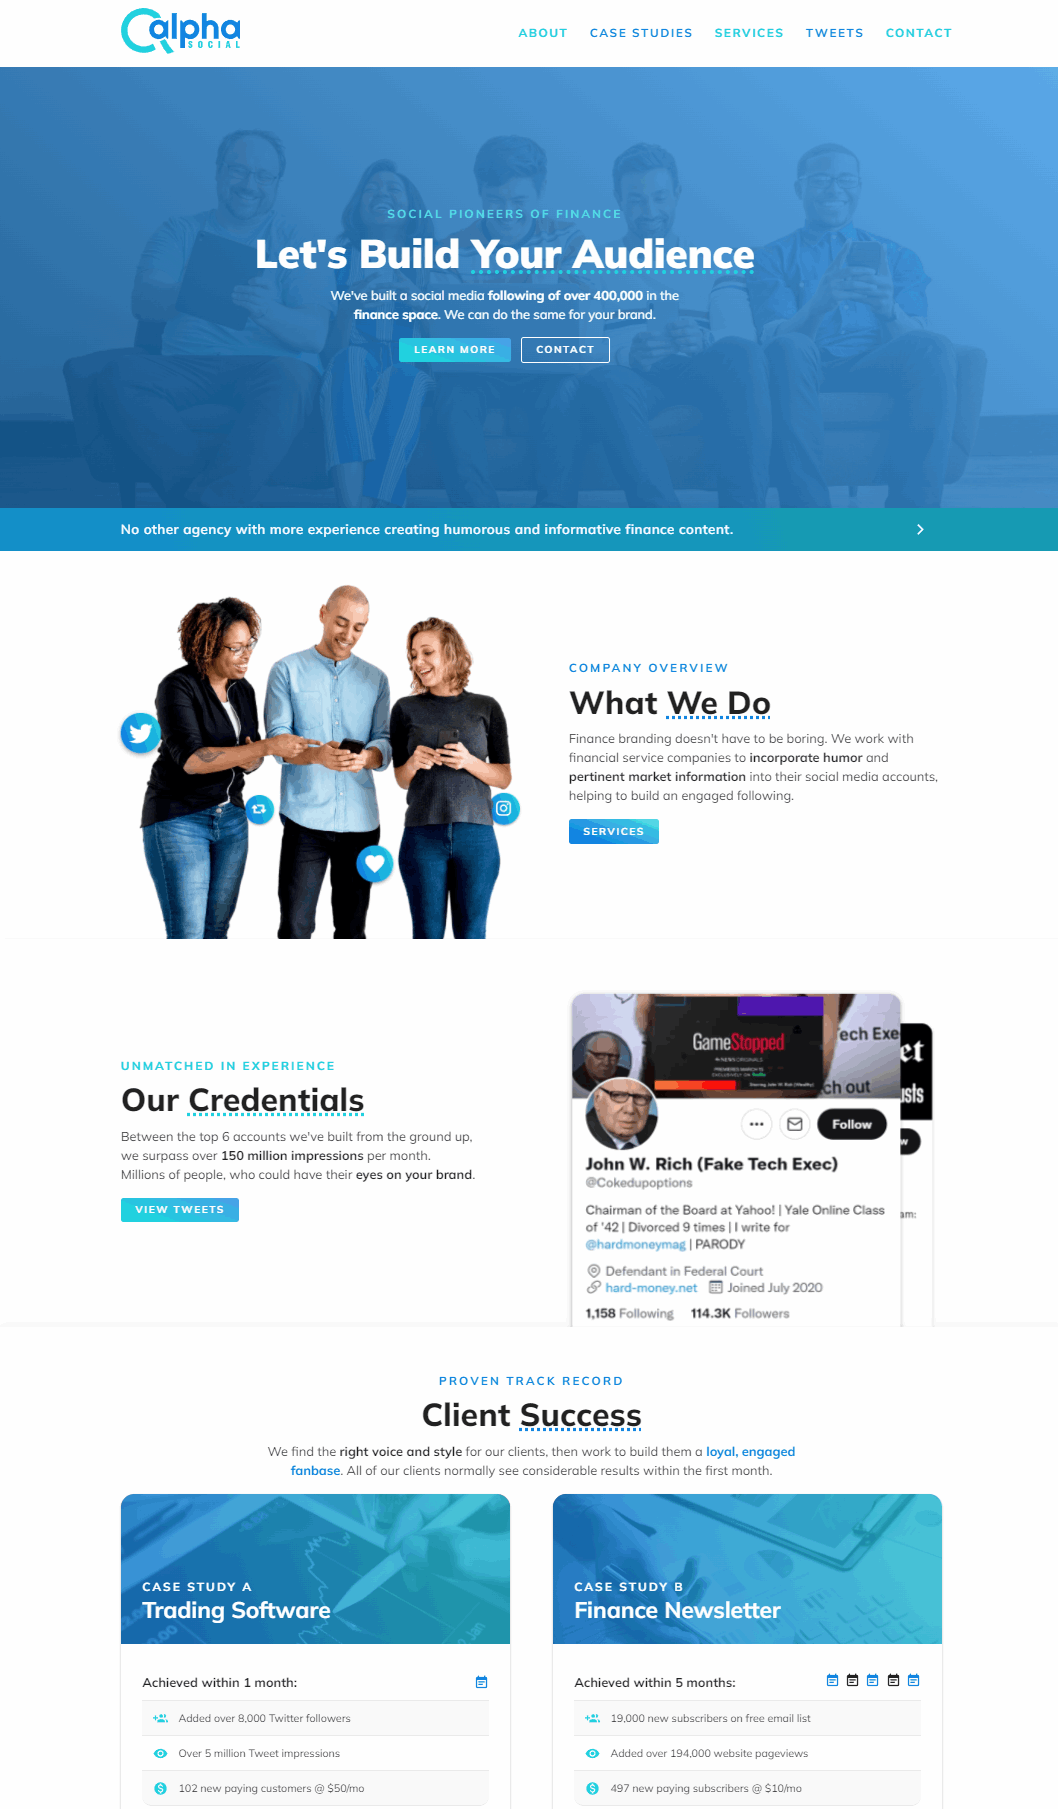 alpha
SOCIAL
ABOUT CASE STUDIES SERVICES TWEETS CONTACT
SOCIAL PIONEERS OF FINANCE
Let's Build Your Audience
We've built a social media following of over 400,000 in the
finance space. We can do the same for your brand.
LEARN MORE CONTACT
No other agency with more experience creating humorous and informative finance content.
COMPANY OVERVIEW
What We Do
Finance branding doesn't have to be boring. We work with
financial service companies to incorporate humor and
pertinent market information into their social media accounts,
helping to build an engaged following.
SERVICES
UNMATCHED IN EXPERIENCE
Our Credentials
Between the top 6 accounts we've built from the ground up,
we surpass over 150 million impressions per month.
Millions of people, who could have their eyes on your brand.
VIEW TWEETS
GameStopped
ech Exe
ch out
et
Follow
John W. Rich (Fake Tech Exec)
@Cokedupoptions
Chairman of the Board at Yahoo! | Yale Online Class
of '42 | Divorced 9 times | I write for
@hardmoneymag | PARODY
am:
Defendant in Federal Court
hard-money.net Joined July 2020
1,158 Following 114.3K Followers
PROVEN TRACK RECORD
Client Success
We find the right voice and style for our clients, then work to build them a loyal, engaged
fanbase. All of our clients normally see considerable results within the first month.
CASE STUDY A
Trading Software
Achieved within 1 month:
Added over 8,000 Twitter followers
Over 5 million Tweet impressions
102 new paying customers @ $50/mo
CASE STUDY B
Finance Newsletter
Achieved within 5 months:
19,000 new subscribers on free email list
Added over 194,000 website pageviews
497 new paying subscribers @ $10/mo